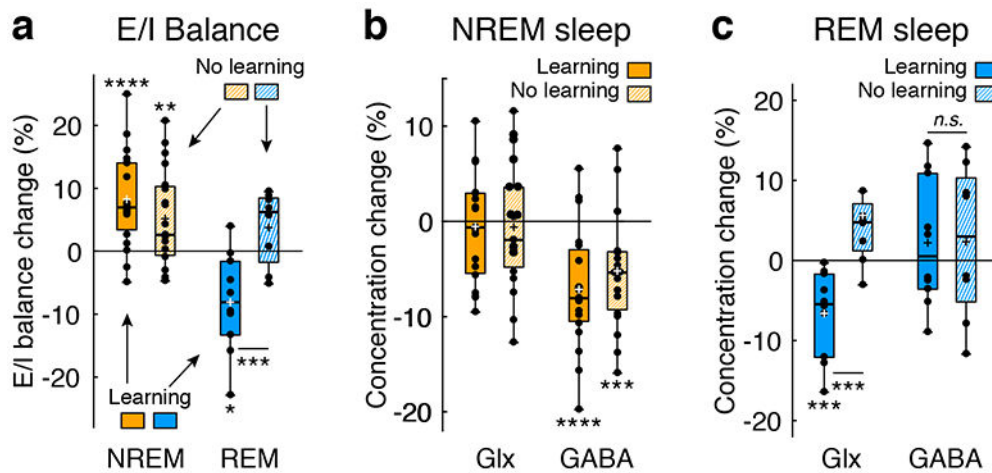 a E/I Balance
E/I balance change (%)
20
10
0
-10
-20
****
**
No learning
***
*
Learning
NREM REM
b NREM sleep
Learning
No learning
Concentration change (%)
10
0
-10
-20
****
***
Glx GABA
c REM sleep
Learning
No learning
n.s.
Concentration change (%)
20
10
0
-10
-20
***
***
Glx GABA